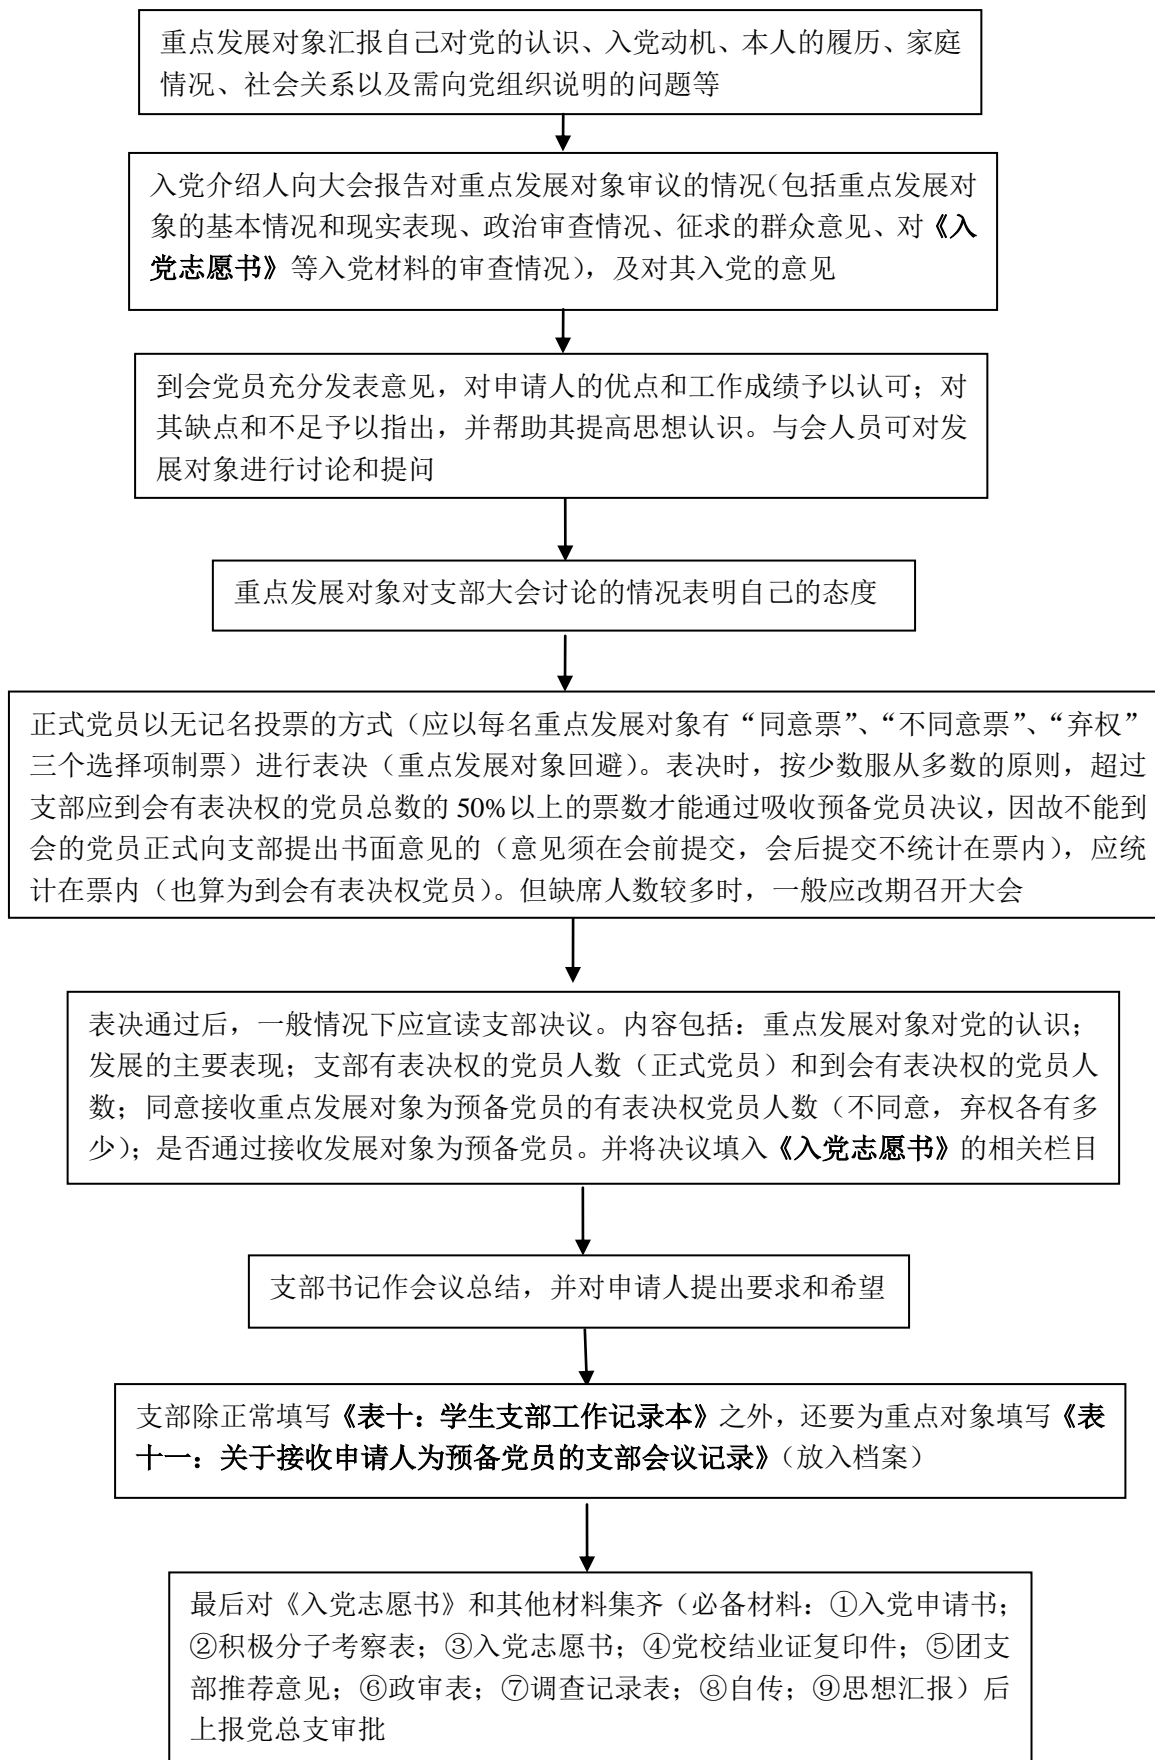 重点发展对象汇报自己对党的认识、入党动机、本人的履历、家庭
情况、社会关系以及需向党组织说明的问题等
入党介绍人向大会报告对重点发展对象审议的情况（包括重点发展对
象的基本情况和现实表现、政治审查情况、征求的群众意见、对《入
党志愿书》等入党材料的审查情况），及对其入党的意见
到会党员充分发表意见，对申请人的优点和工作成绩予以认可；对
其缺点和不足予以指出，并帮助其提高思想认识。与会人员可对发
展对象进行讨论和提问
重点发展对象对支部大会讨论的情况表明自己的态度
正式党员以无记名投票的方式（应以每名重点发展对象有“同意票”、“不同意票”、“弃权”
三个选择项制票）进行表决（重点发展对象回避）。表决时，按少数服从多数的原则，超过
支部应到会有表决权的党员总数的 50%以上的票数才能通过吸收预备党员决议，因故不能到
会的党员正式向支部提出书面意见的（意见须在会前提交，会后提交不统计在票内），应统
计在票内（也算为到会有表决权党员）。但缺席人数较多时，一般应改期召开大会
表决通过后，一般情况下应宣读支部决议。内容包括：重点发展对象对党的认识；
发展的主要表现；支部有表决权的党员人数（正式党员）和到会有表决权的党员人
数；同意接收重点发展对象为预备党员的有表决权党员人数（不同意，弃权各有多
少）；是否通过接收发展对象为预备党员。并将决议填入《入党志愿书》的相关栏目
支部书记作会议总结，并对申请人提出要求和希望
支部除正常填写《表十：学生支部工作记录本》之外，还要为重点对象填写《表
十一：关于接收申请人为预备党员的支部会议记录》（放入档案）
最后对《入党志愿书》和其他材料集齐（必备材料：①入党申请书；
②积极分子考察表；③入党志愿书；④党校结业证复印件；⑤团支
部推荐意见；⑥政审表；⑦调查记录表；⑧自传；⑨思想汇报）后
上报党总支审批